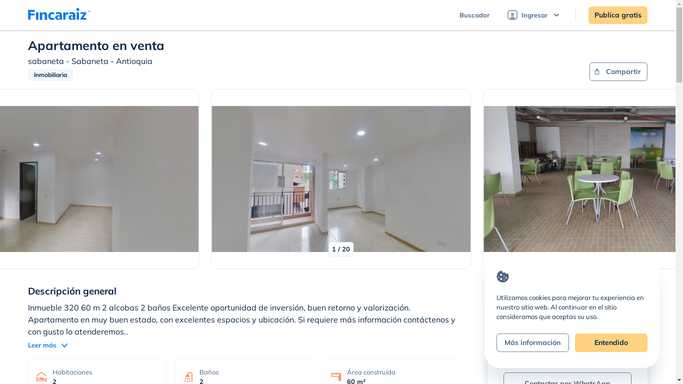 Fincaraiz
Buscador
Ingresar
Publica gratis
Apartamento en venta
sabaneta - Sabaneta - Antioquia
Inmobiliaria
Compartir
1 / 20
Descripción general
Inmueble 320 60 m 2 alcobas 2 baños Excelente oportunidad de inversión, buen retorno y valorización.
Apartamento en muy buen estado, con excelentes espacios y ubicación. Si requiere más información contáctenos y
con gusto lo atenderemos..
Leer más
Habitaciones
2
Baños
2
Área construida
60 m²
Utilizamos cookies para mejorar tu experiencia en
nuestro sitio web. Al continuar en el sitio
consideramos que aceptas su uso.
Más información
Entendido
Contactar por WhatsApp